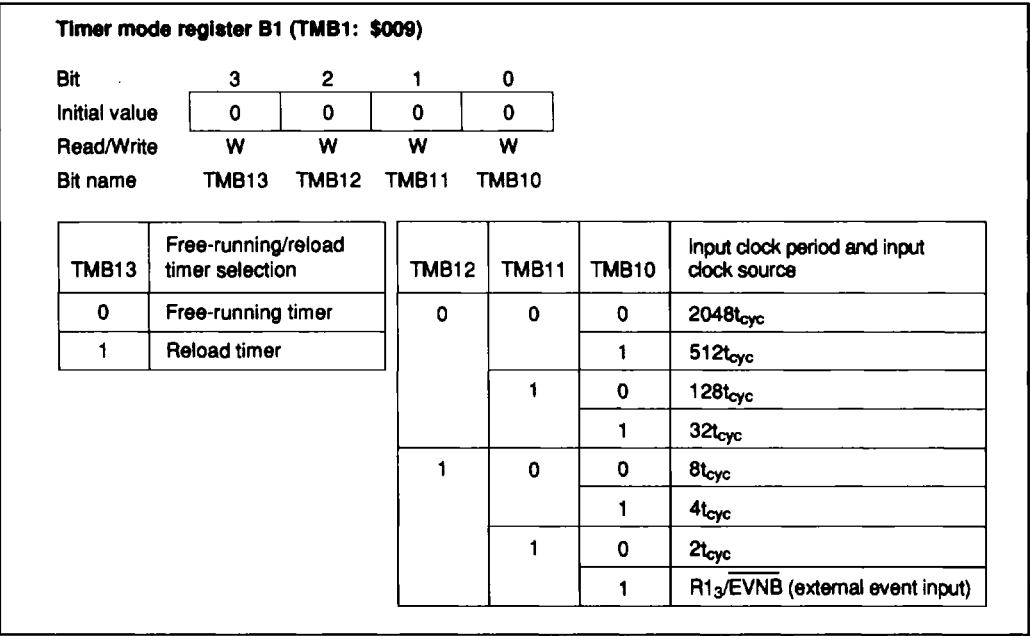 Timer mode register B1 (TMB1: $009)
Bit 3 2 1 0
Initial value 0 0 0 0
Read/Write W W W W
Bit name TMB13 TMB12 TMB11 TMB10
TMB13 Free-running/reload
timer selection
0 Free-running timer
1 Reload timer
TMB12 TMB11 TMB10 Input clock period and input
clock source
0 0 0 2048tcyc
1 512tcyc
1 0 128tcyc
1 32tcyc
1 0 0 8tcyc
1 4tcyc
1 0 2tcyc
1 R13/EVNB (external event input)